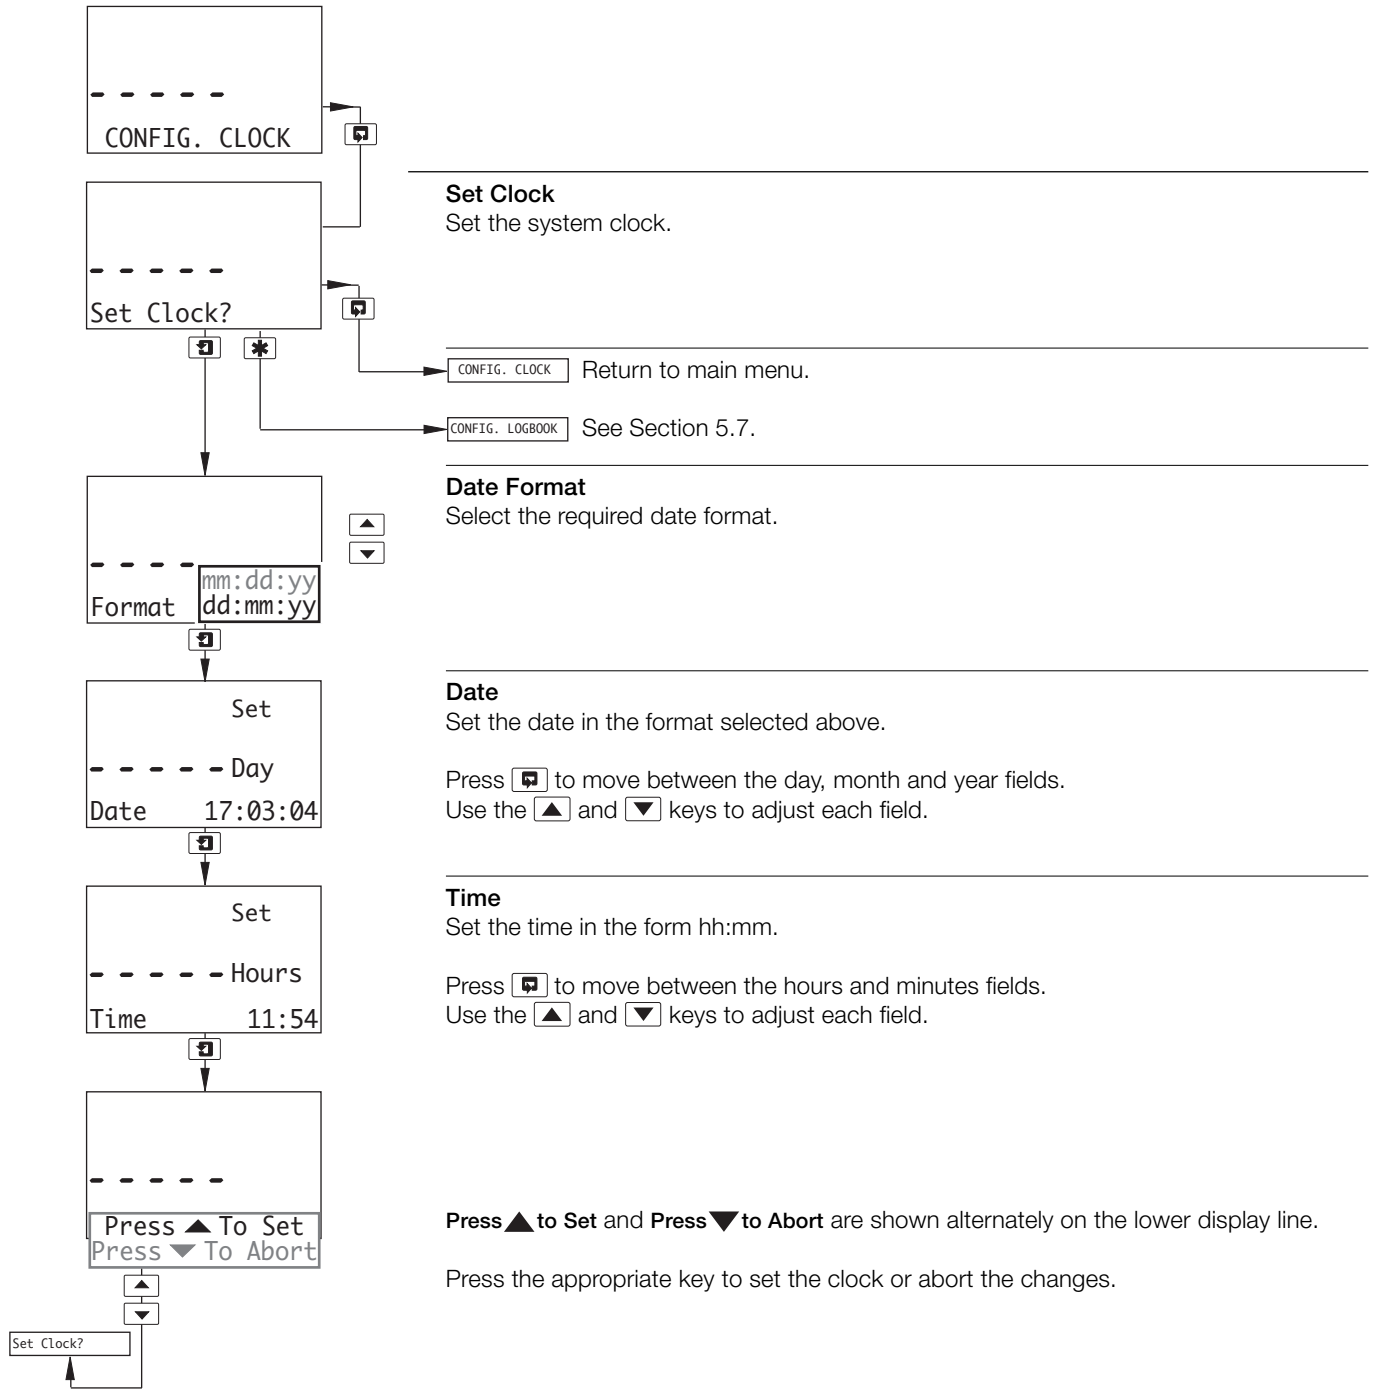 CONFIG. CLOCK
Set Clock
Set the system clock.
Set Clock?
CONFIG. CLOCK Return to main menu.
CONFIG. LOGBOOK See Section 5.7.
Date Format
Select the required date format.
mm:dd:yy
Format dd:mm:yy
Date
Set the date in the format selected above.
Set
Day
Date 17:03:04
Press to move between the day, month and year fields.
Use the ▲ and ▼ keys to adjust each field.
Time
Set the time in the form hh:mm.
Set
Hours
Time 11:54
Press to move between the hours and minutes fields.
Use the ▲ and ▼ keys to adjust each field.
Press ▲ To Set
Press ▼ To Abort
Press ▲ to Set and Press ▼ to Abort are shown alternately on the lower display line.
Press the appropriate key to set the clock or abort the changes.
Set Clock?